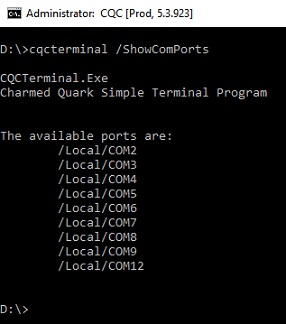 Administrator: CQC [Prod, 5.3.923]
D:\>cqcterminal /ShowComPorts
CQCTerminal.Exe
Charmed Quark Simple Terminal Program
The available ports are:
/Local/COM2
/Local/COM3
/Local/COM4
/Local/COM5
/Local/COM6
/Local/COM7
/Local/COM8
/Local/COM9
/Local/COM12
D:\>